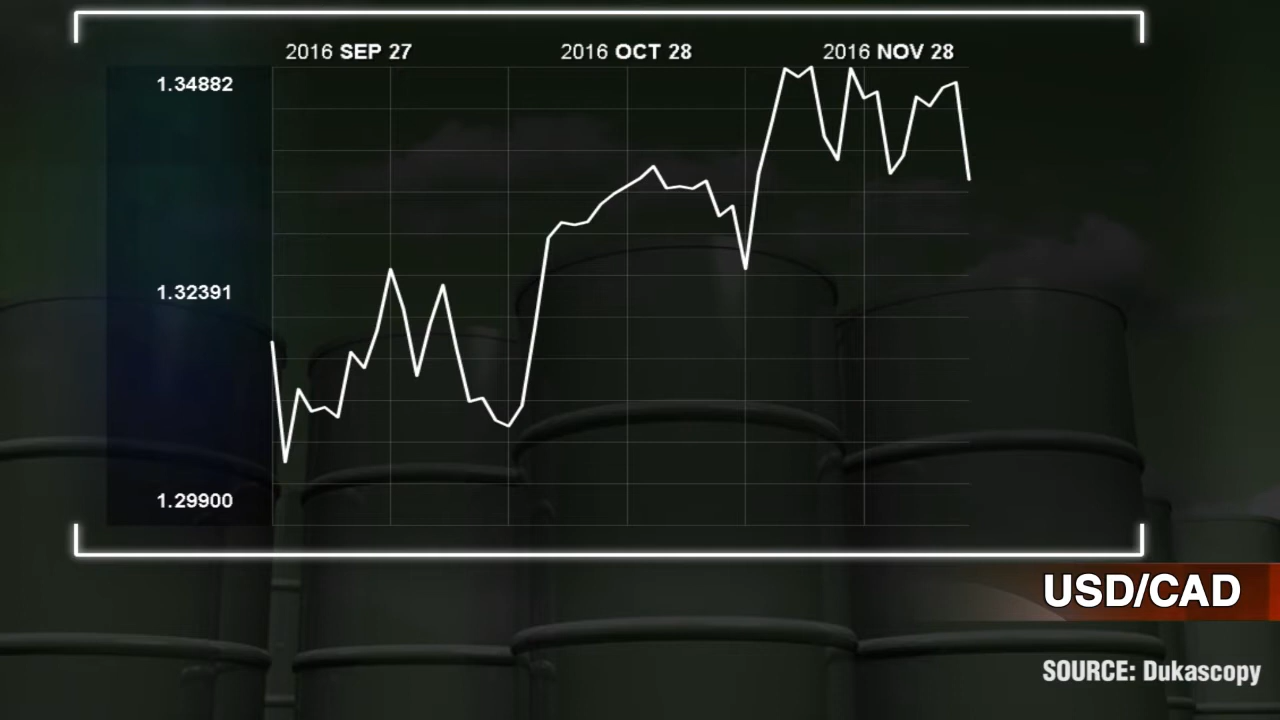 2016 SEP 27
2016 OCT 28
2016 NOV 28
1.34882
1.32391
1.29900
USD/CAD
SOURCE: Dukascopy